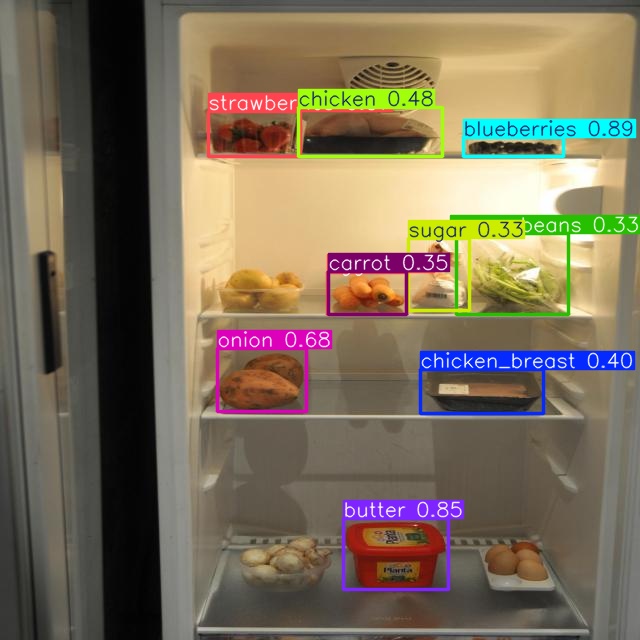 strawber
chicken 0.48
blueberries 0.89
sugar 0.33
beans 0.33
carrot 0.35
onion 0.68
chicken_breast 0.40
butter 0.85
Planta
Planta